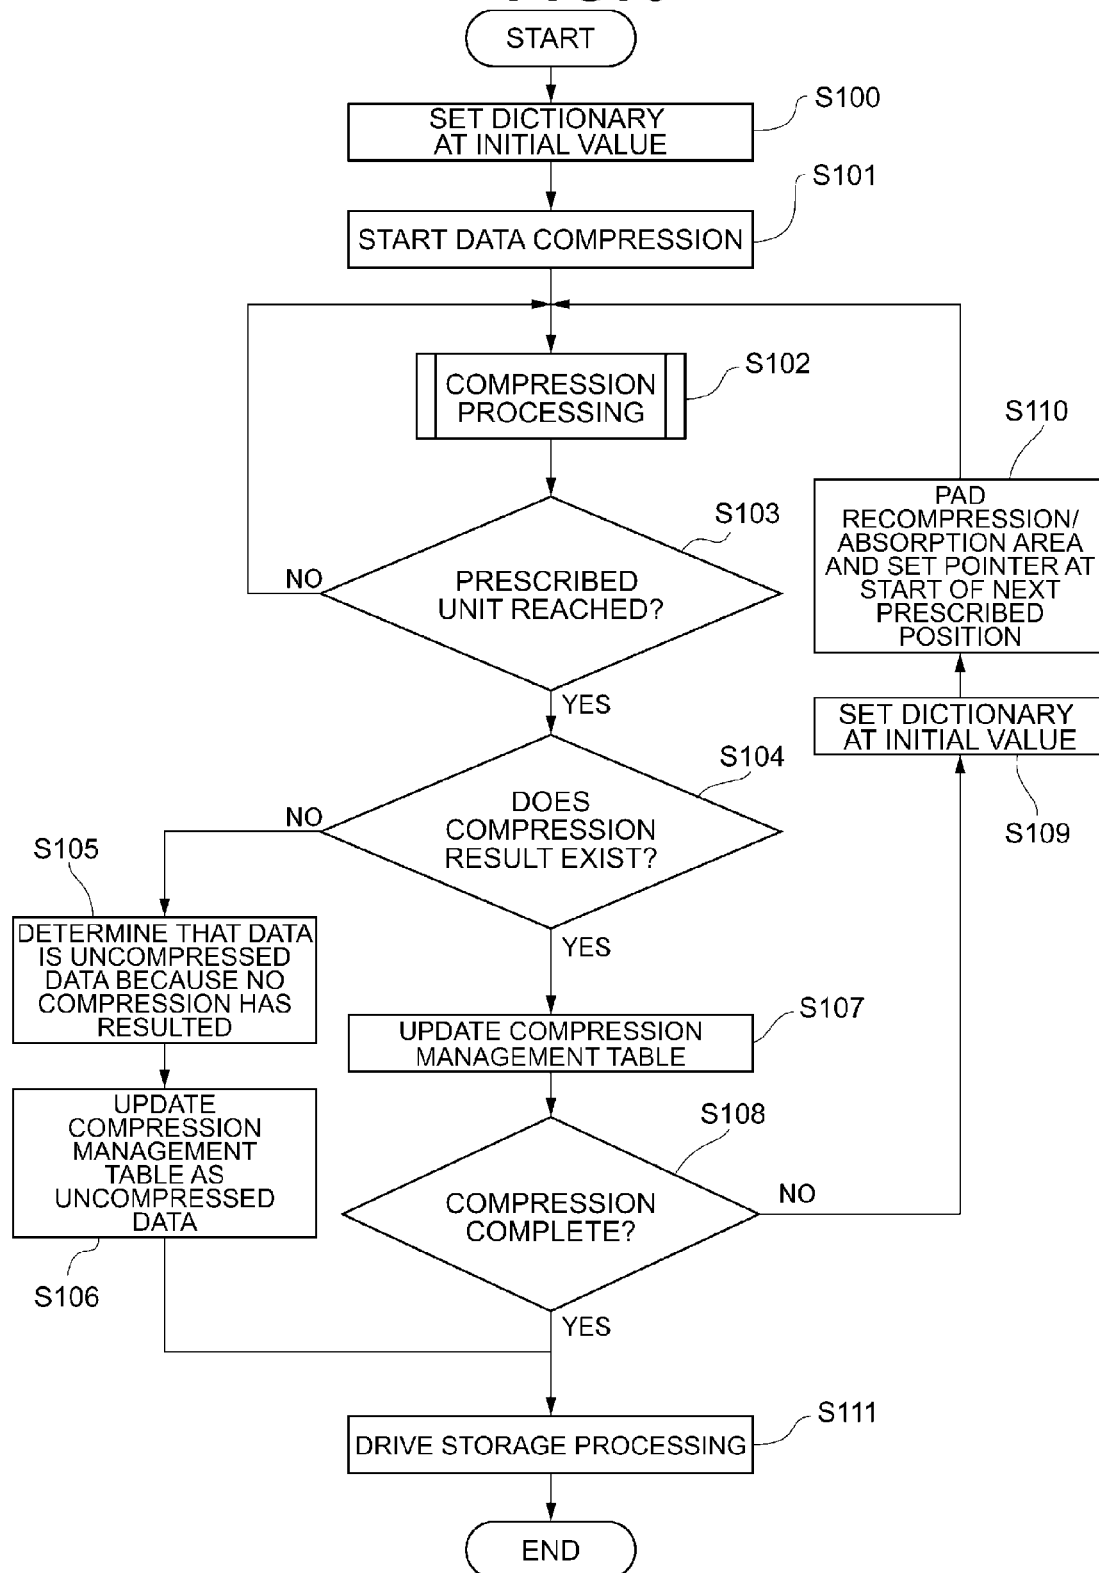 START
S100
SET DICTIONARY
AT INITIAL VALUE
S101
START DATA COMPRESSION
S102
COMPRESSION
PROCESSING
S110
PAD
RECOMPRESSION/
ABSORPTION AREA
AND SET POINTER AT
START OF NEXT
PRESCRIBED
POSITION
S103
NO
PRESCRIBED
UNIT REACHED?
YES
SET DICTIONARY
AT INITIAL VALUE
S109
S104
NO
DOES
COMPRESSION
RESULT EXIST?
YES
S105
DETERMINE THAT DATA
IS UNCOMPRESSED
DATA BECAUSE NO
COMPRESSION HAS
RESULTED
S107
UPDATE COMPRESSION
MANAGEMENT TABLE
UPDATE
COMPRESSION
MANAGEMENT
TABLE AS
UNCOMPRESSED
DATA
S106
S108
COMPRESSION
COMPLETE?
NO
YES
S111
DRIVE STORAGE PROCESSING
END